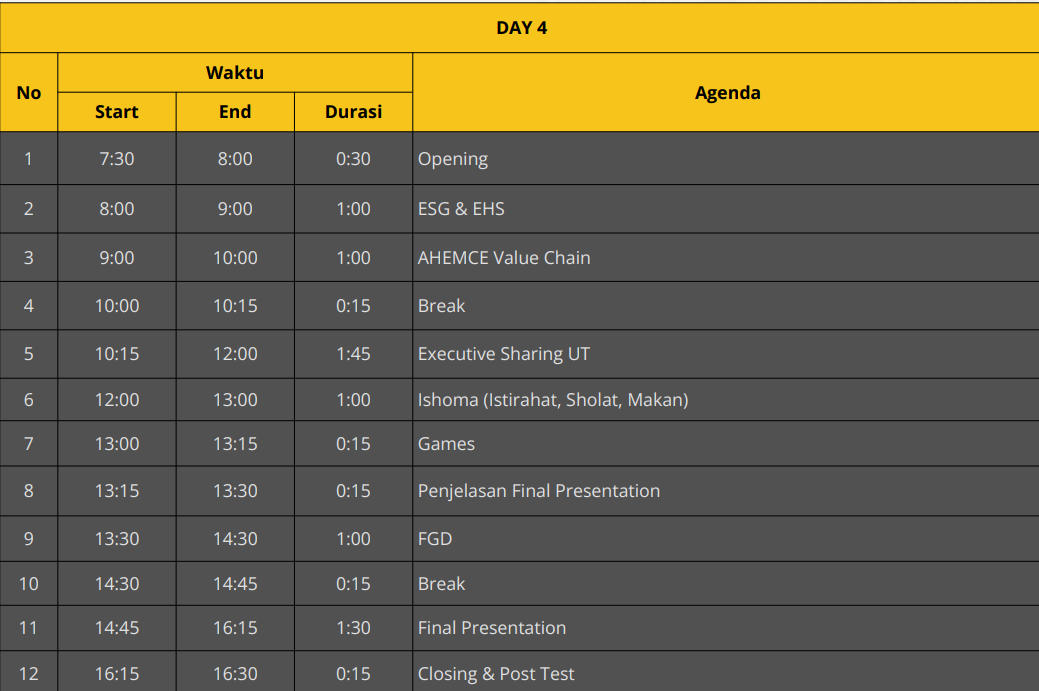 DAY 4
No Waktu Agenda
Start End Durasi
1 7:30 8:00 0:30 Opening
2 8:00 9:00 1:00 ESG & EHS
3 9:00 10:00 1:00 AHEMCE Value Chain
4 10:00 10:15 0:15 Break
5 10:15 12:00 1:45 Executive Sharing UT
6 12:00 13:00 1:00 Ishoma (Istirahat, Sholat, Makan)
7 13:00 13:15 0:15 Games
8 13:15 13:30 0:15 Penjelasan Final Presentation
9 13:30 14:30 1:00 FGD
10 14:30 14:45 0:15 Break
11 14:45 16:15 1:30 Final Presentation
12 16:15 16:30 0:15 Closing & Post Test